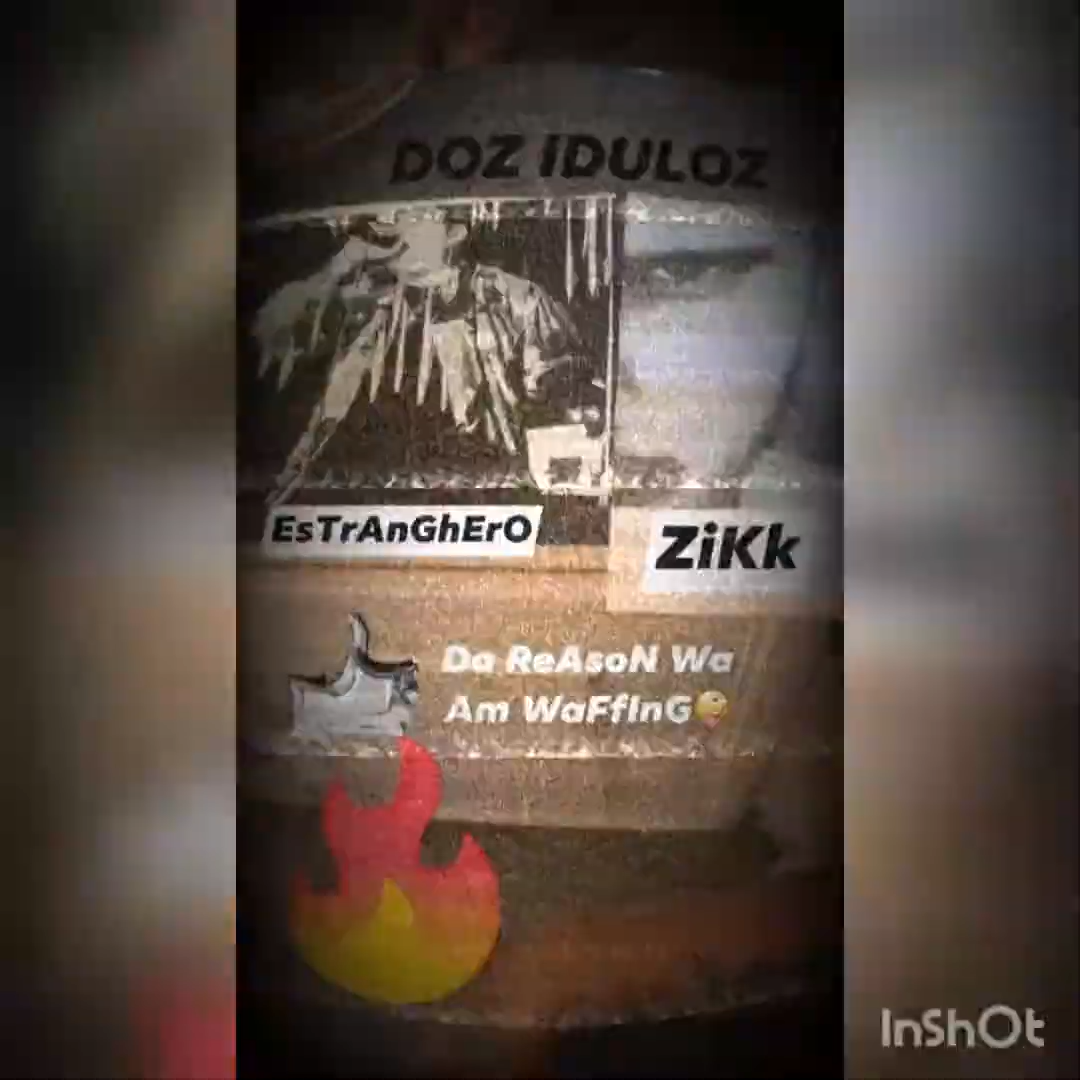 DOZ IDULOZ
EsTrAnGhErO
ZiKk
Da ReAsoN Wa
Am WaFfInG
InShOt